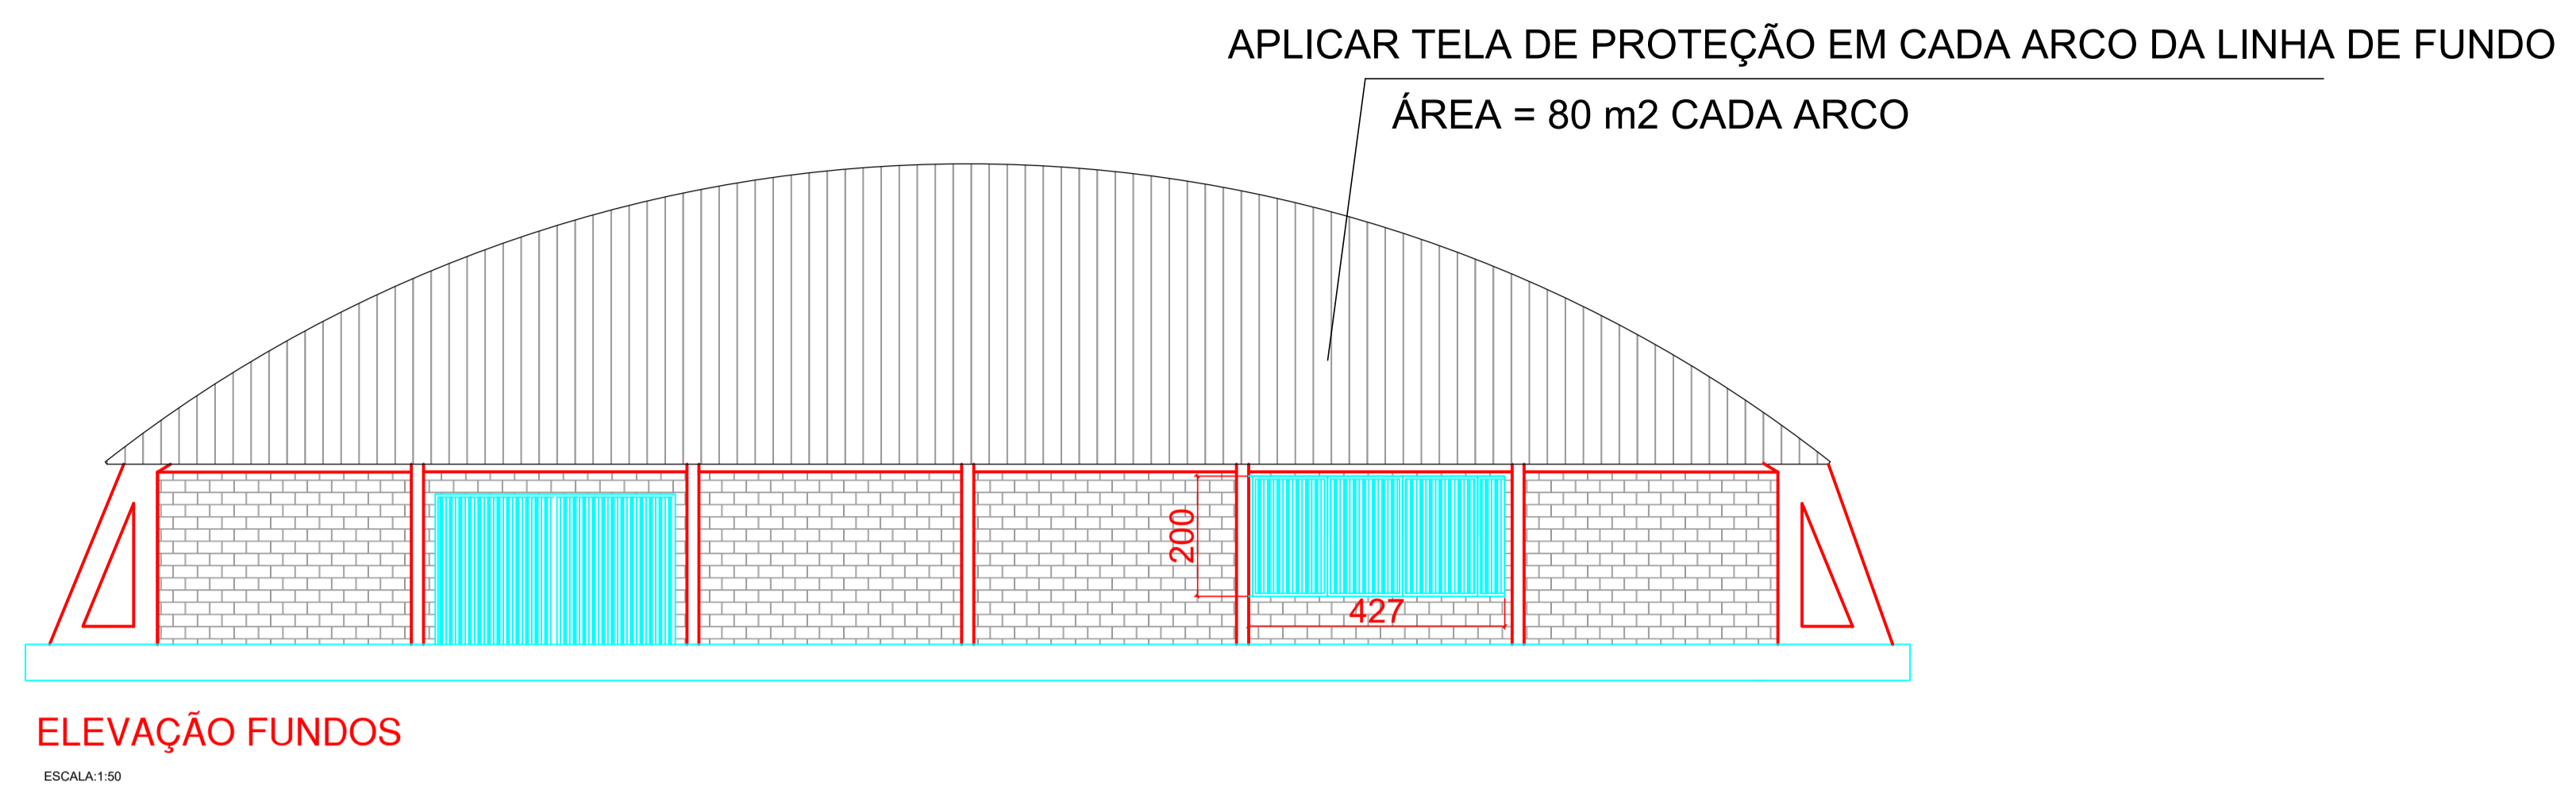 APLICAR TELA DE PROTEÇÃO EM CADA ARCO DA LINHA DE FUNDO
ÁREA = 80 m2 CADA ARCO
200
427
ELEVAÇÃO FUNDOS
ESCALA:1:50